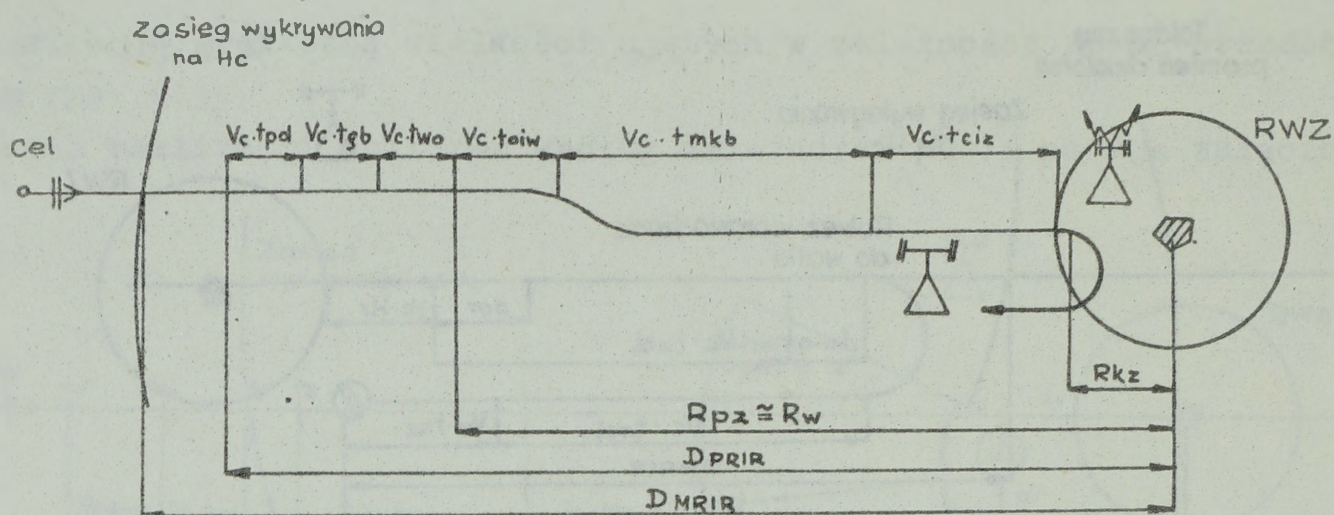 zasięg wykrywania
na Hc
Cel
Vc·tpd
Vc·tgb
Vc·two
Vc·toiw
Vc·tmkb
Vc·tciz
RWZ
Rkz
Rpz ≅ Rw
DPRIR
DMRIR